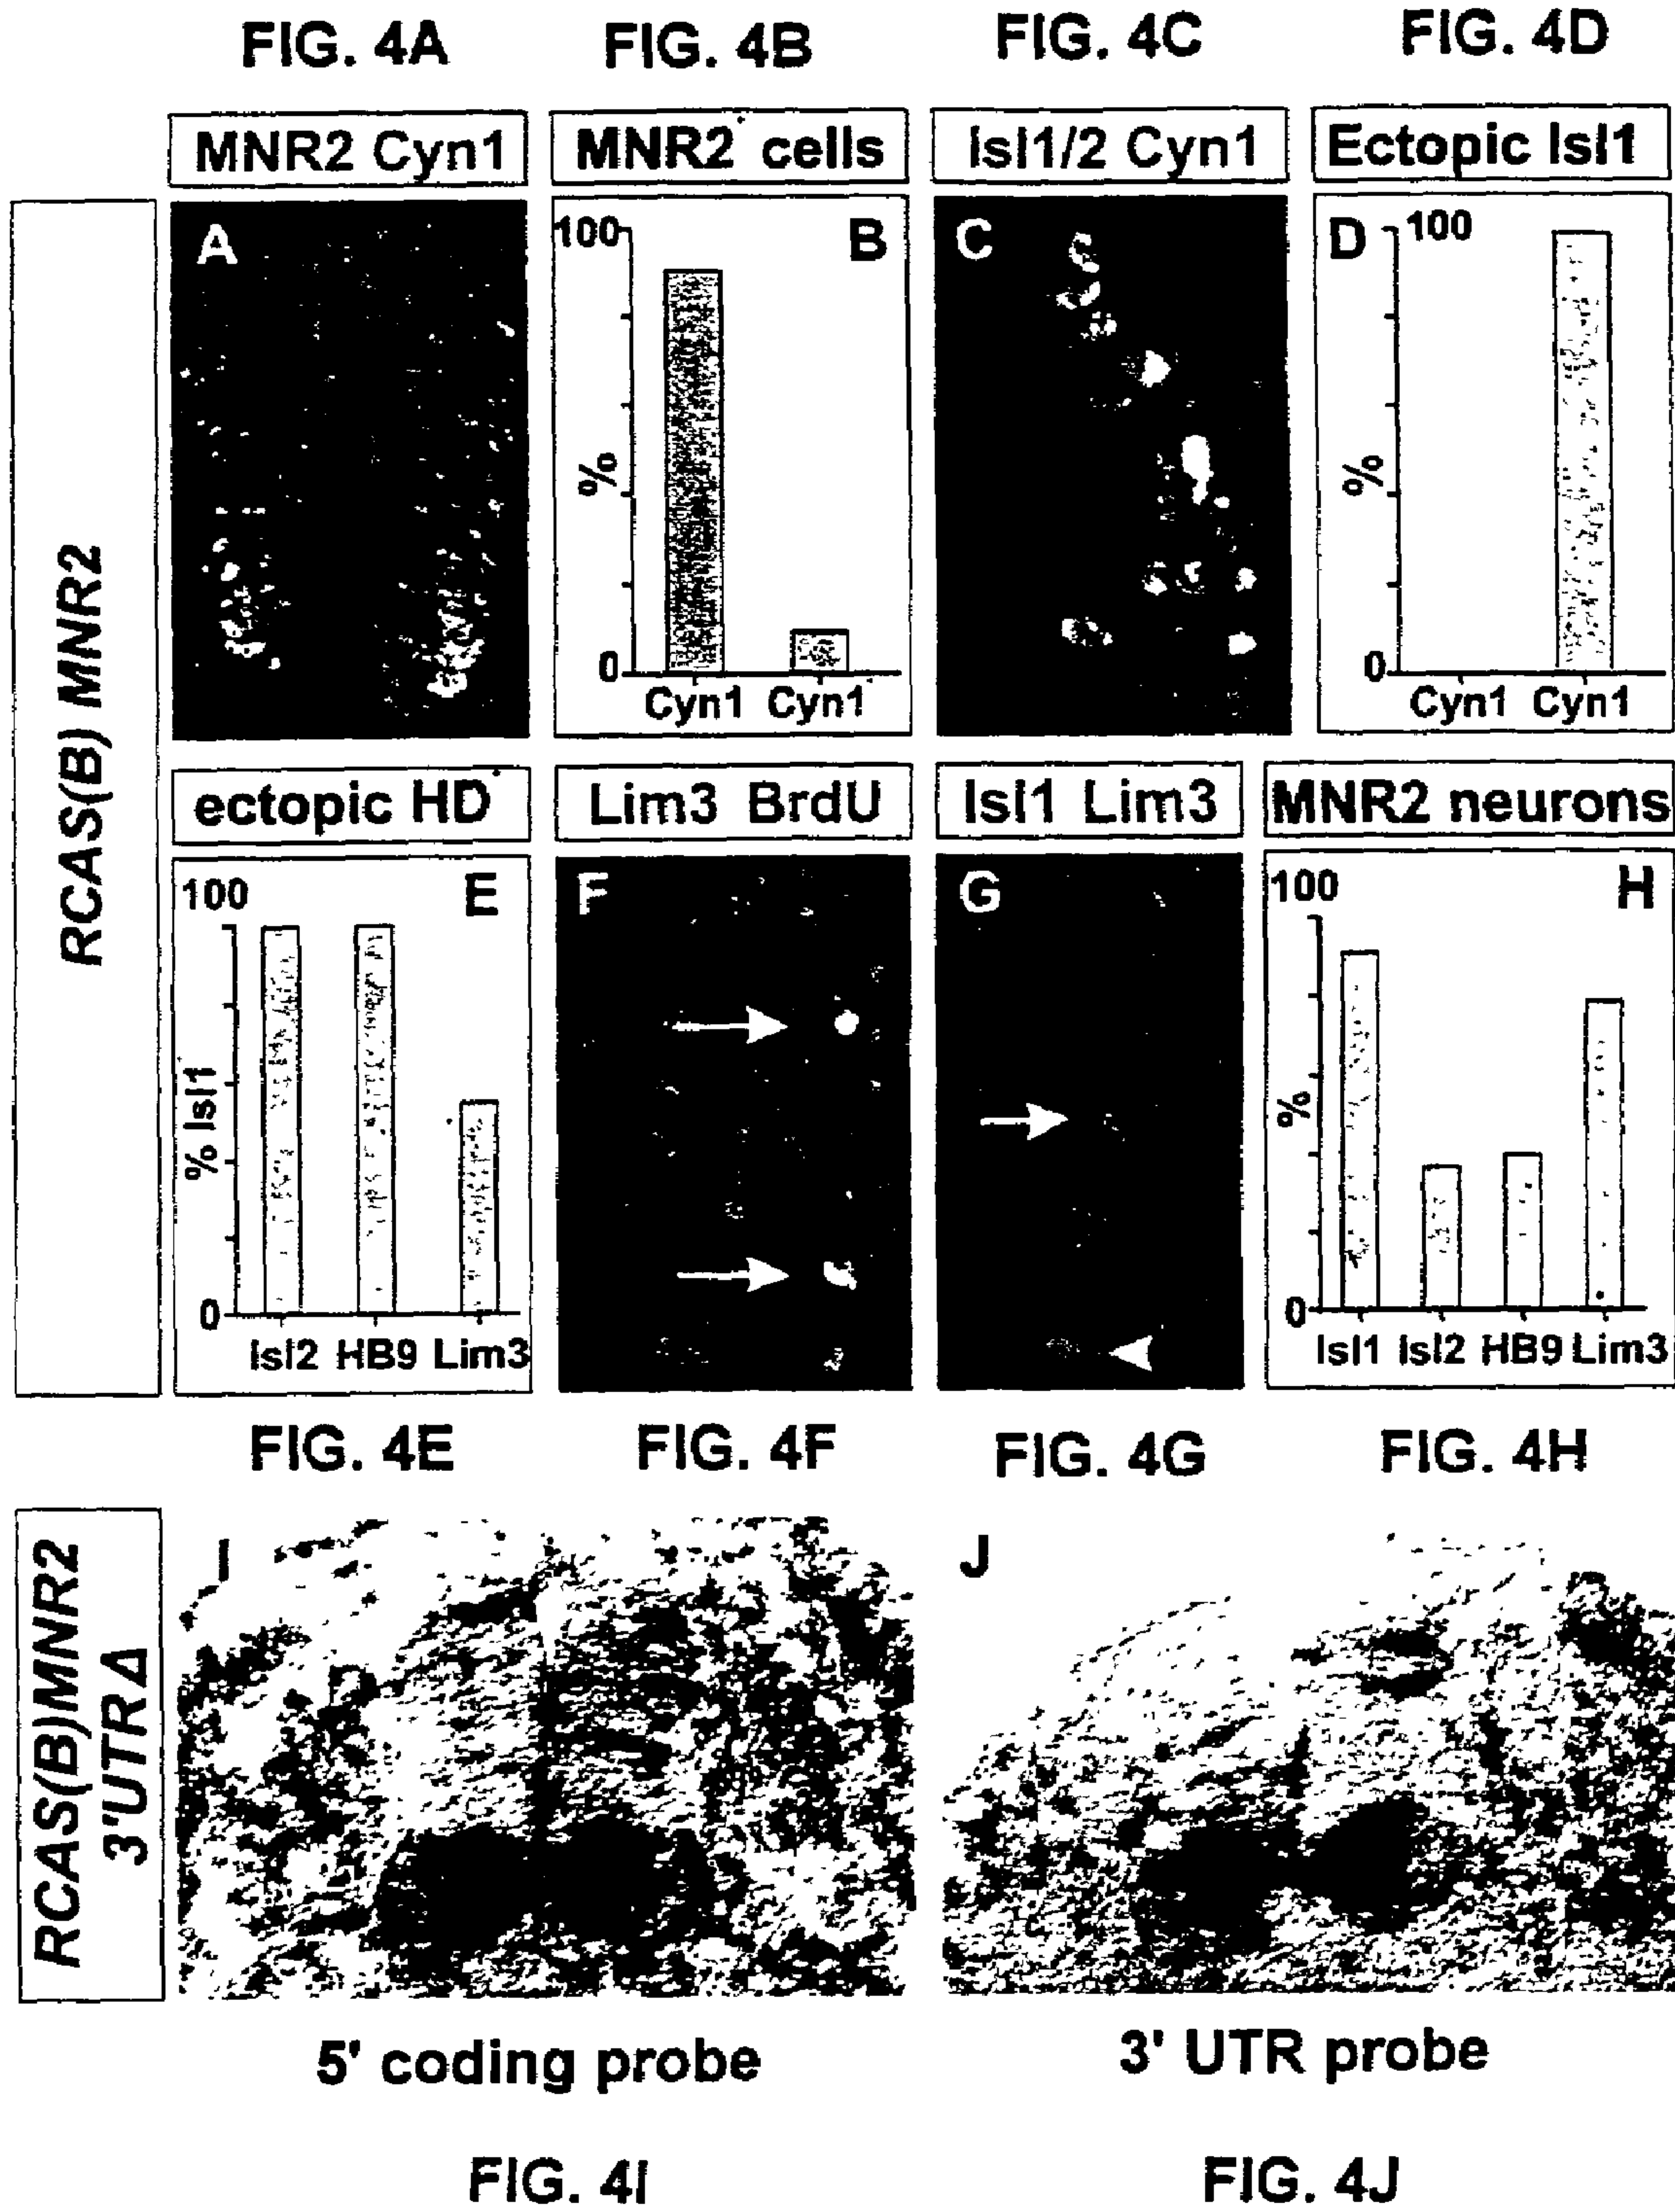 FIG. 4A
FIG. 4B
FIG. 4C
FIG. 4D
MNR2 Cyn1
MNR2 cells
Isl1/2 Cyn1
Ectopic Isl1
RCAS(B) MNR2
A
100
%
0
B
Cyn1 Cyn1
C
D
100
%
0
Cyn1 Cyn1
ectopic HD
Lim3 BrdU
Isl1 Lim3
MNR2 neurons
100
E
% Isl1
0
Isl2 HB9 Lim3
F
G
100
H
%
0
Isl1 Isl2 HB9 Lim3
FIG. 4E
FIG. 4F
FIG. 4G
FIG. 4H
RCAS(B)MNR2
3'UTRΔ
I
J
5' coding probe
3' UTR probe
FIG. 4I
FIG. 4J